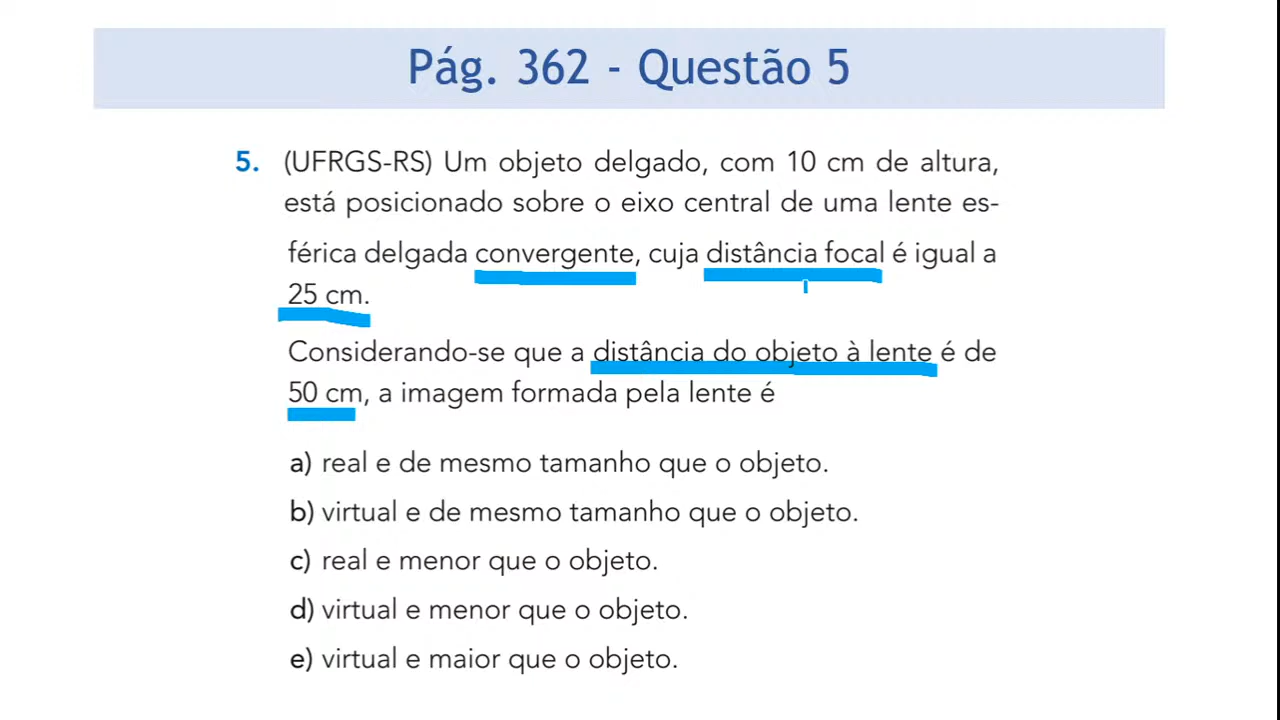 Pág. 362 - Questão 5
5. (UFRGS-RS) Um objeto delgado, com 10 cm de altura,
está posicionado sobre o eixo central de uma lente es-
férica delgada convergente, cuja distância focal é igual a
25 cm.
Considerando-se que a distância do objeto à lente é de
50 cm, a imagem formada pela lente é
a) real e de mesmo tamanho que o objeto.
b) virtual e de mesmo tamanho que o objeto.
c) real e menor que o objeto.
d) virtual e menor que o objeto.
e) virtual e maior que o objeto.